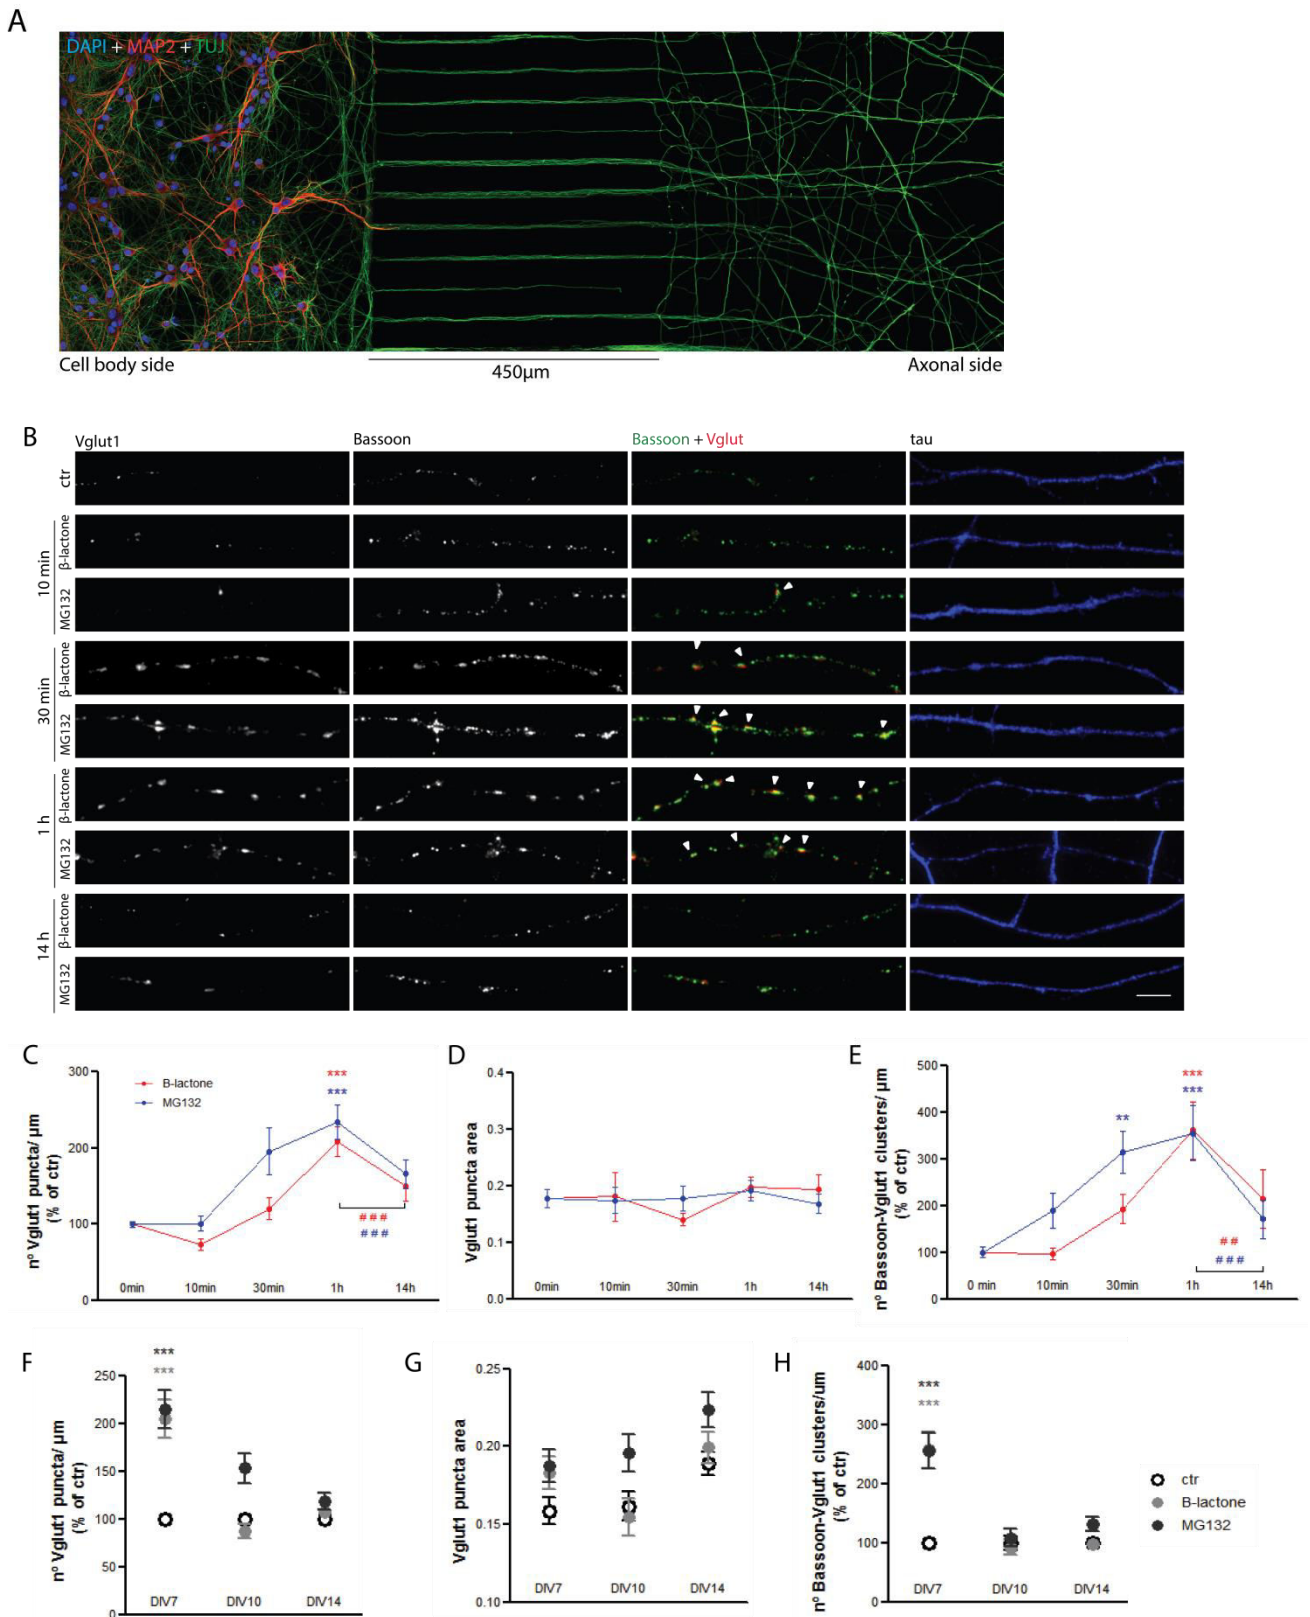 A
DAPI + MAP2 + TUJ
Cell body side
450µm
Axonal side
B
Vglut1
Bassoon
Bassoon + Vglut
tau
ctr
10 min
β-lactone
MG132
30 min
β-lactone
MG132
1 h
β-lactone
MG132
14 h
β-lactone
MG132
C
nº Vglut1 puncta/ µm
(% of ctr)
300
200
100
0
B-lactone
MG132
***
***
###
###
0min 10min 30min 1h 14h
D
Vglut1 puncta area
0.4
0.3
0.2
0.1
0.0
0min 10min 30min 1h 14h
E
nº Bassoon-Vglut1 clusters/ µm
(% of ctr)
500
400
300
200
100
0
**
***
***
##
###
0 min 10min 30min 1h 14h
F
nº Vglut1 puncta/ µm
(% of ctr)
250
200
150
100
50
0
***
***
DIV7 DIV10 DIV14
G
Vglut1 puncta area
0.25
0.20
0.15
0.10
DIV7 DIV10 DIV14
H
nº Bassoon-Vglut1 clusters/um
(% of ctr)
400
300
200
100
0
***
***
DIV7 DIV10 DIV14
ctr
B-lactone
MG132